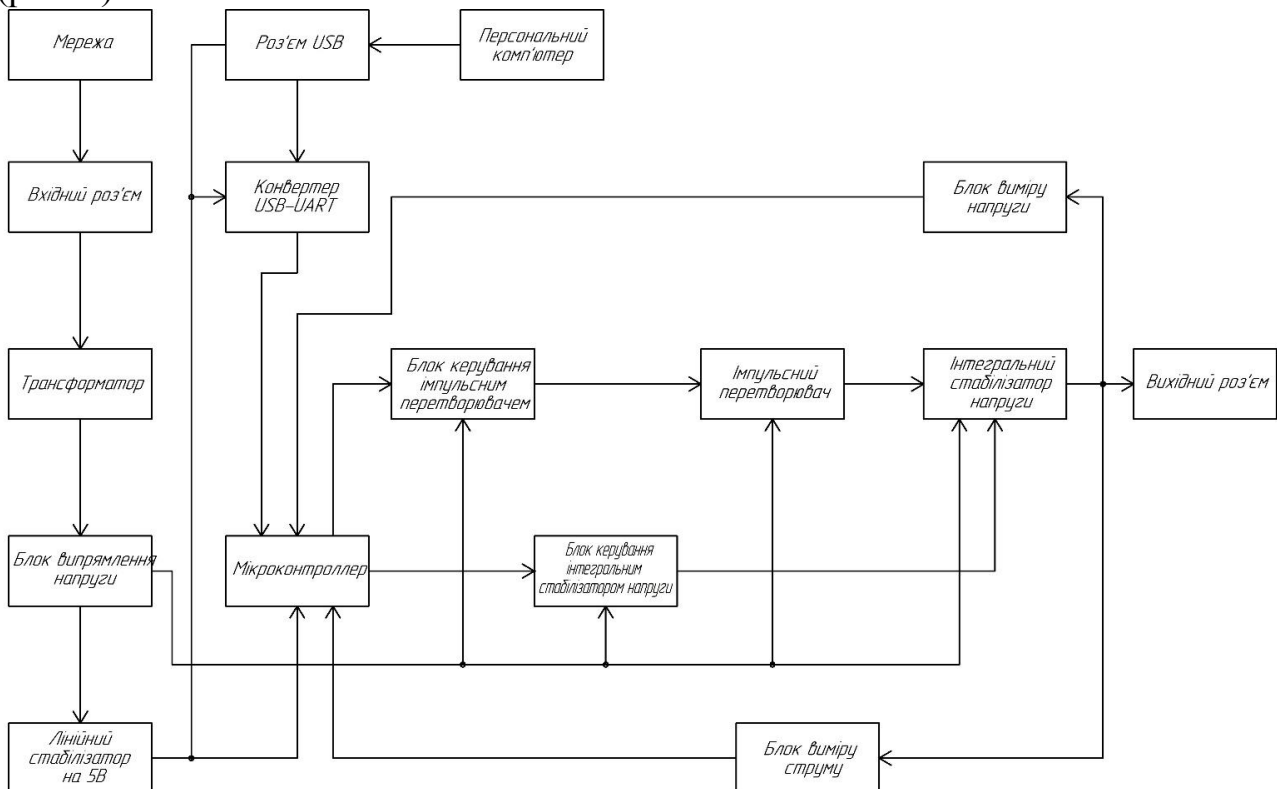 Мережа
Роз'єм USB
Персональний
комп'ютер
Вхідний роз'єм
Конвертер
USB-UART
Блок виміру
напруги
Трансформатор
Блок керування
імпульсним
перетворювачем
Імпульсний
перетворювач
Інтегральний
стабілізатор
напруги
Вихідний роз'єм
Блок випрямлення
напруги
Мікроконтроллер
Блок керування
інтегральним
стабілізатором напруги
Лінійний
стабілізатор
на 5В
Блок виміру
струму